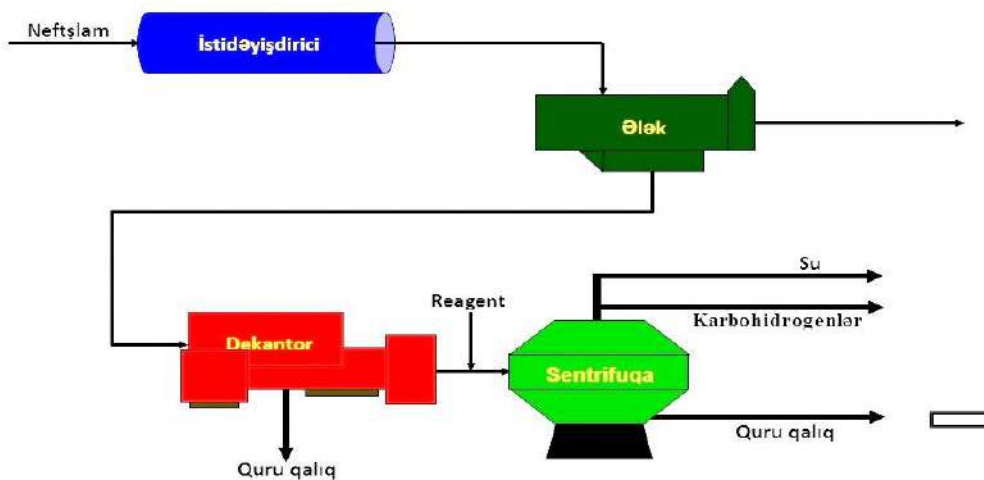 Neftşlam
İstidəyişdirici
Ələk
Su
Reagent
Karbohidrogenlər
Dekantor
Sentrifuqa
Quru qalıq
Quru qalıq